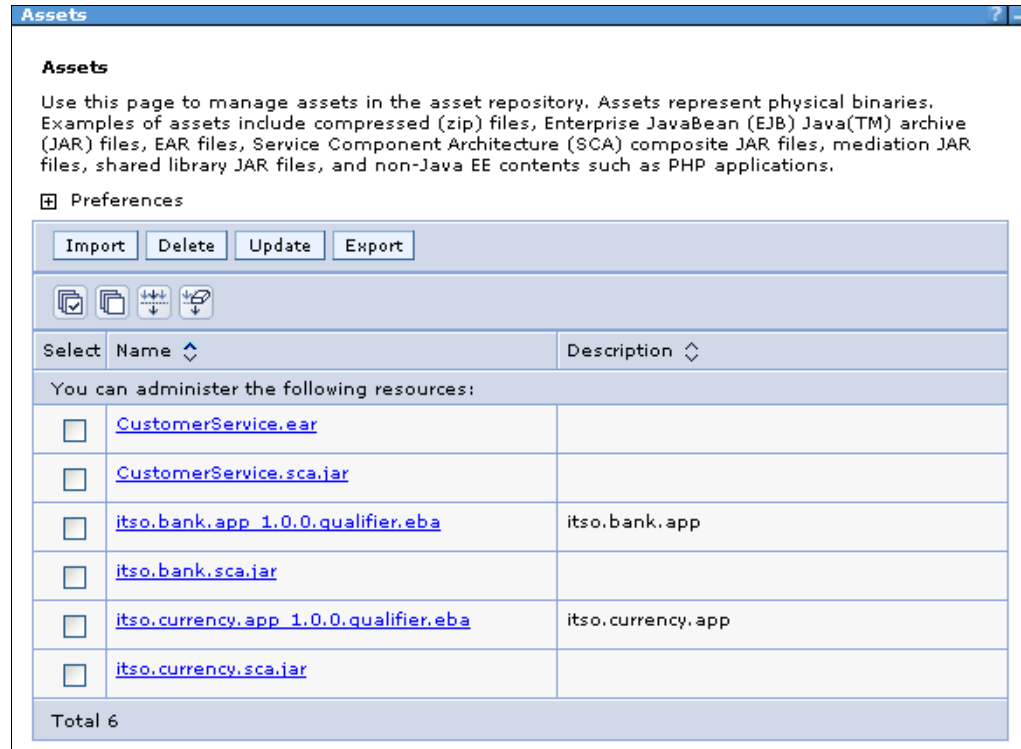 Assets ? –
Assets
Use this page to manage assets in the asset repository. Assets represent physical binaries.
Examples of assets include compressed (zip) files, Enterprise JavaBean (EJB) Java(TM) archive
(JAR) files, EAR files, Service Component Architecture (SCA) composite JAR files, mediation JAR
files, shared library JAR files, and non-Java EE contents such as PHP applications.
Preferences
Import Delete Update Export
Select Name Description
You can administer the following resources:
CustomerService.ear
CustomerService.sca.jar
itso.bank.app_1.0.0.qualifier.eba itso.bank.app
itso.bank.sca.jar
itso.currency.app_1.0.0.qualifier.eba itso.currency.app
itso.currency.sca.jar
Total 6